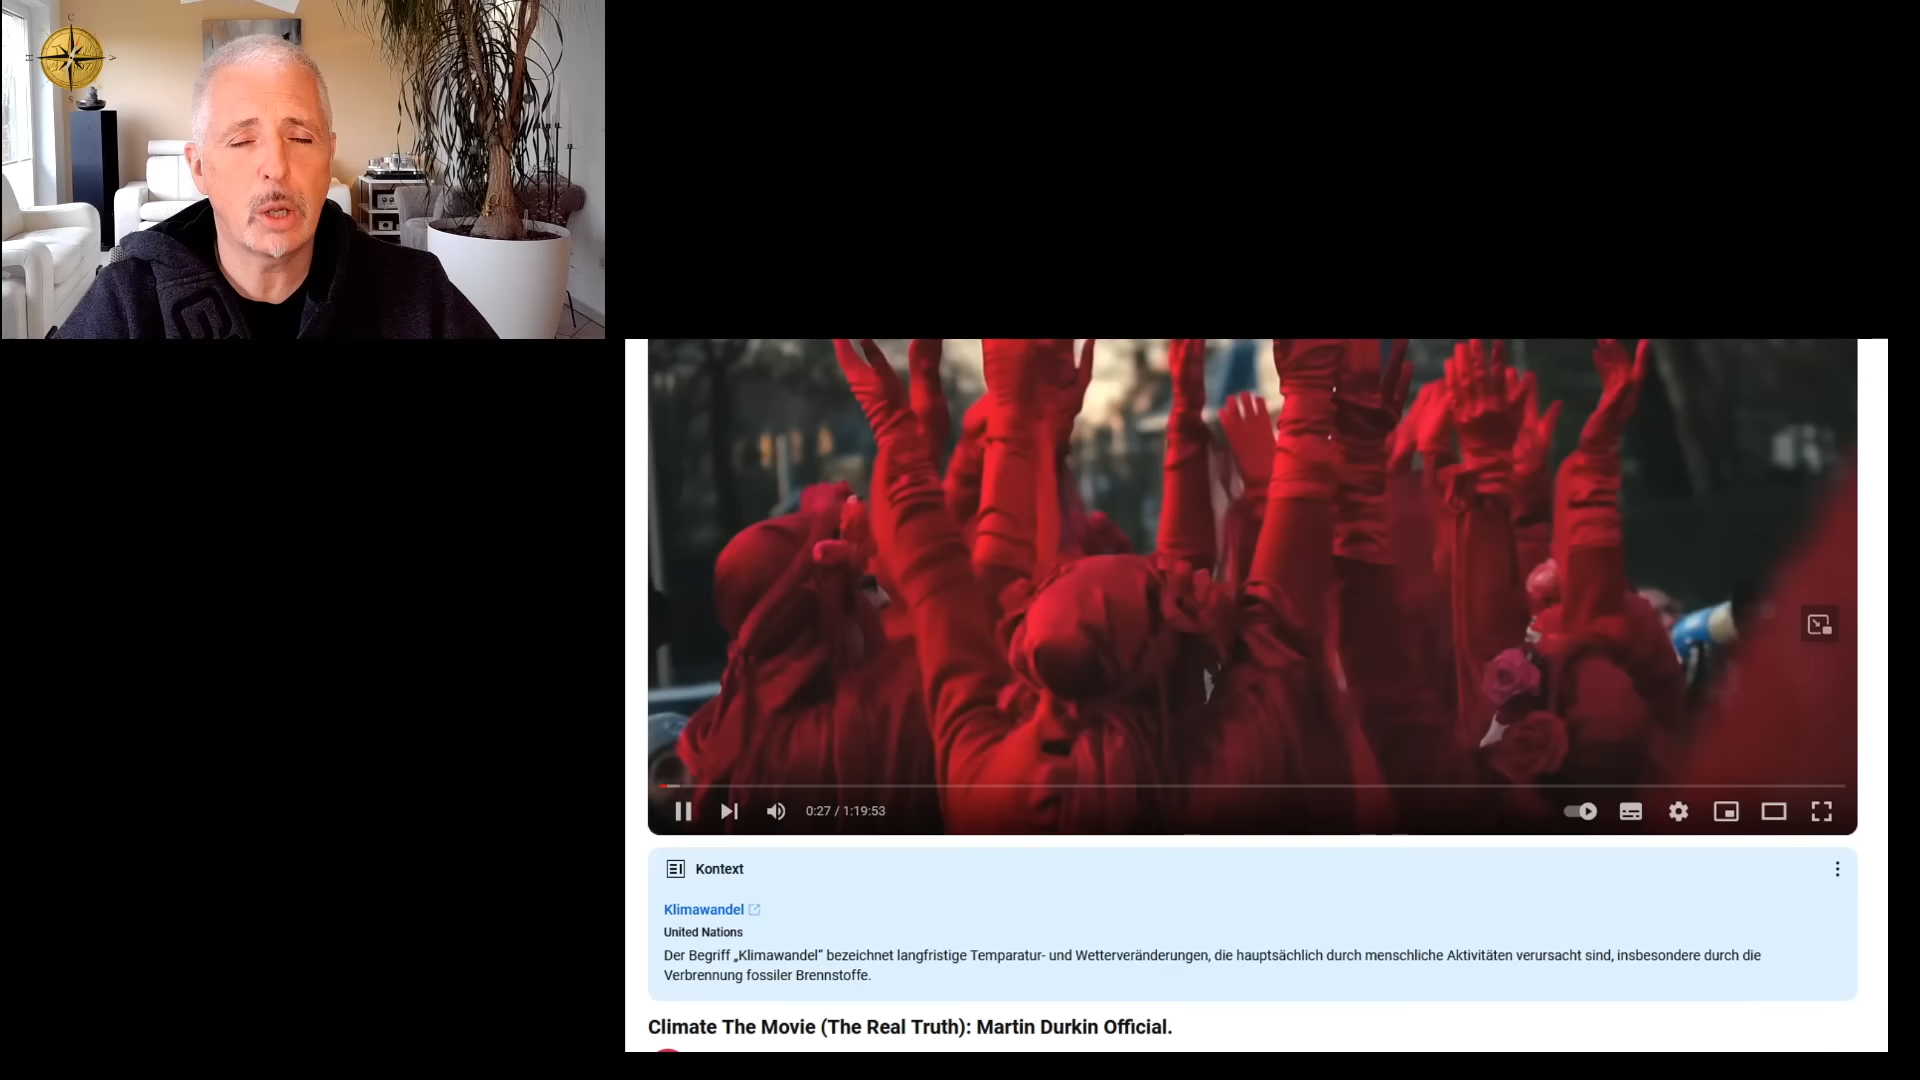 C
H
A
S
0:27 / 1:19:53
Kontext
Klimawandel
United Nations
Der Begriff „Klimawandel“ bezeichnet langfristige Temparatur- und Wetterveränderungen, die hauptsächlich durch menschliche Aktivitäten verursacht sind, insbesondere durch die
Verbrennung fossiler Brennstoffe.
Climate The Movie (The Real Truth): Martin Durkin Official.